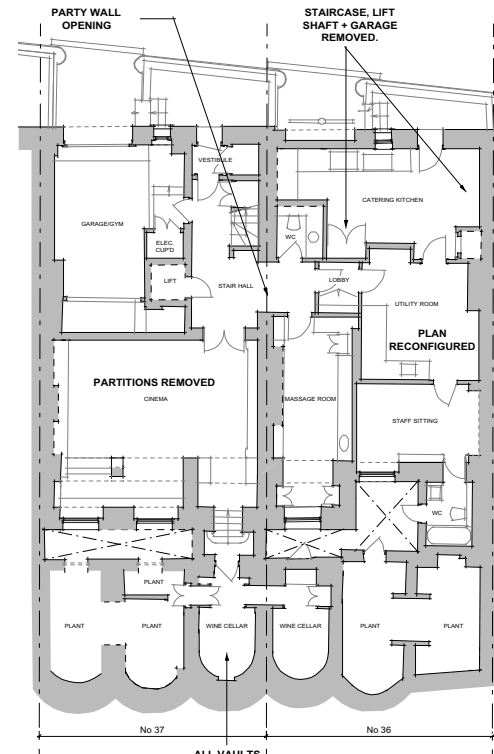 PARTY WALL
OPENING
STAIRCASE, LIFT
SHAFT + GARAGE
REMOVED.
VESTIBULE
CATERING KITCHEN
GARAGE/GYM
ELEC.
CUP'D
WC
LIFT
STAIR HALL
LOBBY
UTILITY ROOM
PLAN
RECONFIGURED
PARTITIONS REMOVED
CINEMA
MASSAGE ROOM
STAFF SITTING
WC
PLANT
PLANT
PLANT
WINE CELLAR
WINE CELLAR
PLANT
PLANT
No 37
No 36
ALL VAULTS